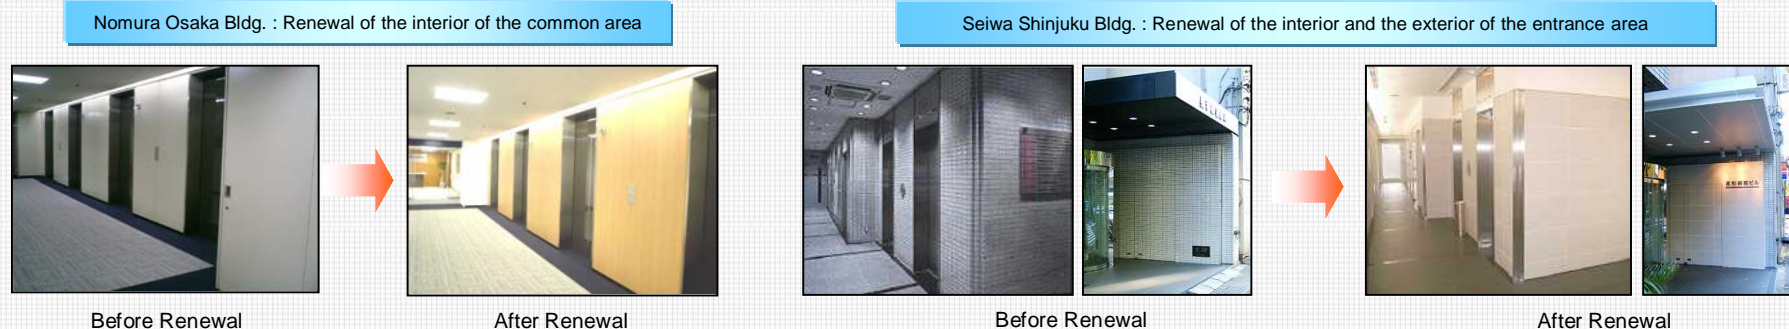 Nomura Osaka Bldg. : Renewal of the interior of the common area
Seiwa Shinjuku Bldg. : Renewal of the interior and the exterior of the entrance area
Before Renewal
After Renewal
Before Renewal
After Renewal